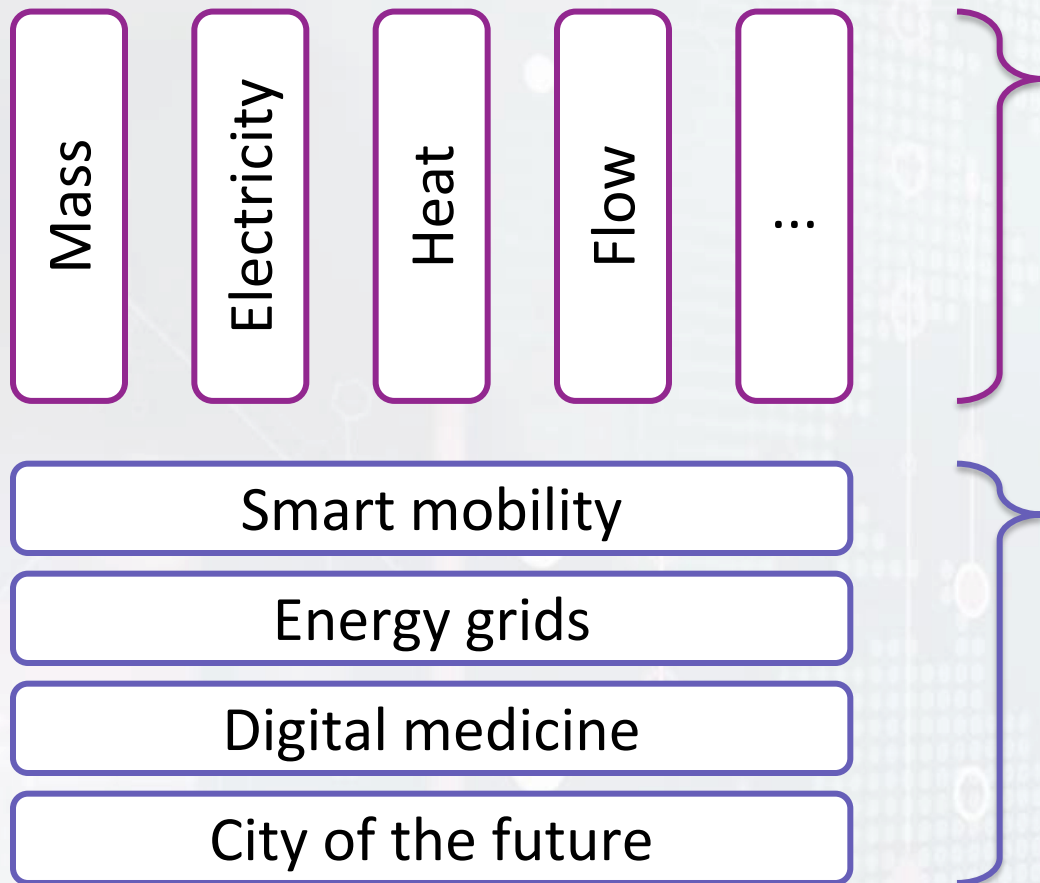 Mass
Electricity
Heat
Flow
...
Smart mobility
Energy grids
Digital medicine
City of the future